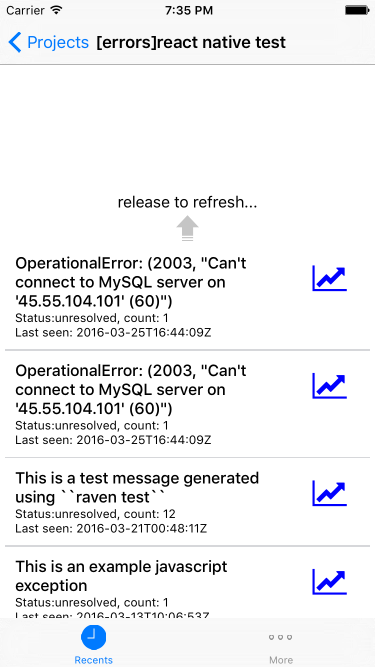 Carrier 7:35 PM
Projects [errors]react native test
release to refresh...
OperationalError: (2003, "Can't
connect to MySQL server on
'45.55.104.101' (60)")
Status:unresolved, count: 1
Last seen: 2016-03-25T16:44:09Z
OperationalError: (2003, "Can't
connect to MySQL server on
'45.55.104.101' (60)")
Status:unresolved, count: 1
Last seen: 2016-03-25T16:44:09Z
This is a test message generated
using ``raven test``
Status:unresolved, count: 12
Last seen: 2016-03-21T00:48:11Z
This is an example javascript
exception
Status:unresolved, count: 1
Last seen: 2016-03-13T10:06:53Z
Recents More